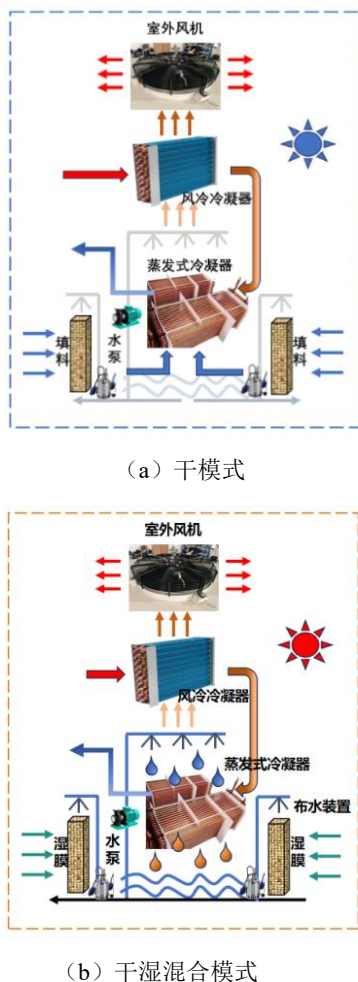 室外风机
风冷冷凝器
蒸发式冷凝器
填料
水泵
填料
（a）干模式
室外风机
风冷冷凝器
蒸发式冷凝器
布水装置
湿膜
水泵
湿膜
（b）干湿混合模式